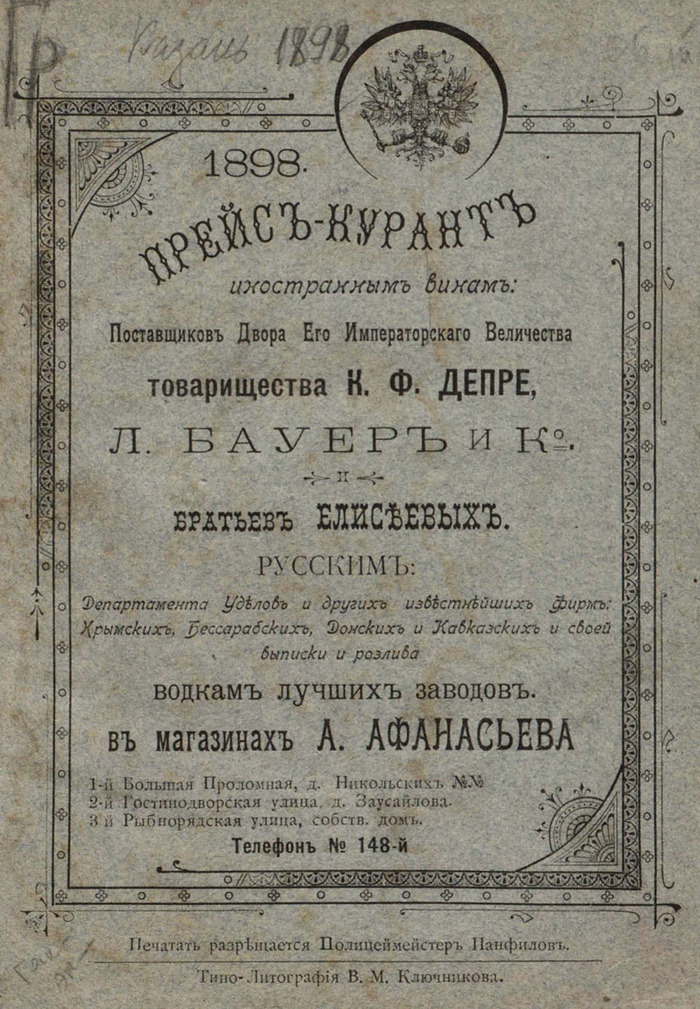 Гр
Казань 1898
1898.
ПРЕЙСЪ-КУРАНТЪ
иностраннымъ винамъ:
Поставщиковъ Двора Его Императорскаго Величества
товарищества К. Ф. ДЕПРЕ,
Л. БАУЕРЪ и Ко.
и
БРАТЬЕВЪ ЕЛИСѢЕВЫХЪ.
РУССКИМЪ:
Департамента Удѣловъ и другихъ извѣстнѣйшихъ фирмъ:
Крымскихъ, Бессарабскихъ, Донскихъ и Кавказскихъ и своей
выписки и розлива
ВОДКАМЪ ЛУЧШИХЪ ЗАВОДОВЪ.
въ магазинахъ А. АФАНАСЬЕВА
1-й Большая Проломная, д. Никольскихъ №№
2-й Гостинодворская улица, д. Заусайлова.
3 й Рыбнорядская улица, собств. домъ.
Телефонъ № 148-й
Печатать разрѣщается Полицеймейстеръ Панфиловъ.
Типо-Литографія В. М. Ключникова.